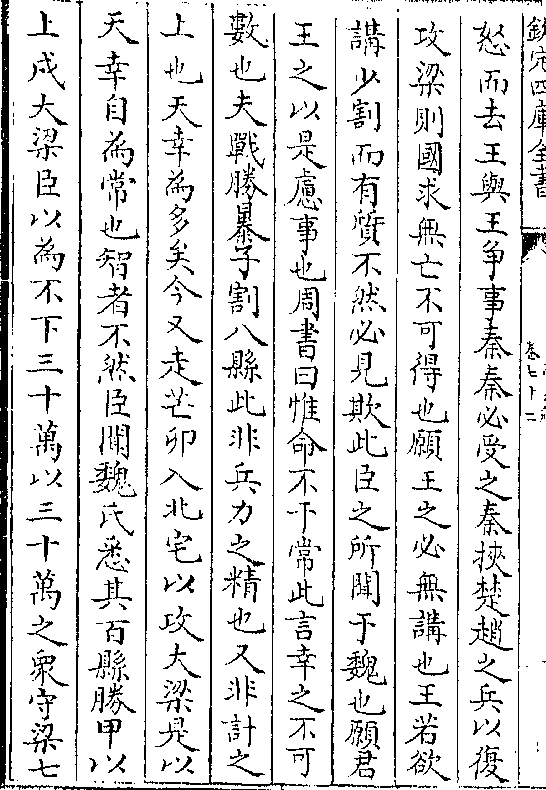 欽定四庫全書
卷七十二
怒而去王與王争事秦秦必受之秦挾楚趙之兵以復
攻梁則國求無亡不可得也願王之必無講也王若欲
講少割而有質不然必見欺此臣之所聞于魏也願君
王之以是慮事也周書曰惟命不于常此言幸之不可
數也夫戰勝暴子割八縣此非兵力之精也又非計之
上也天幸為多矣今又走芒卯入北宅以攻大梁是以
天幸自為常也智者不然臣聞魏氏悉其百縣勝甲以
上戍大梁臣以為不下三十萬以三十萬之衆守梁七